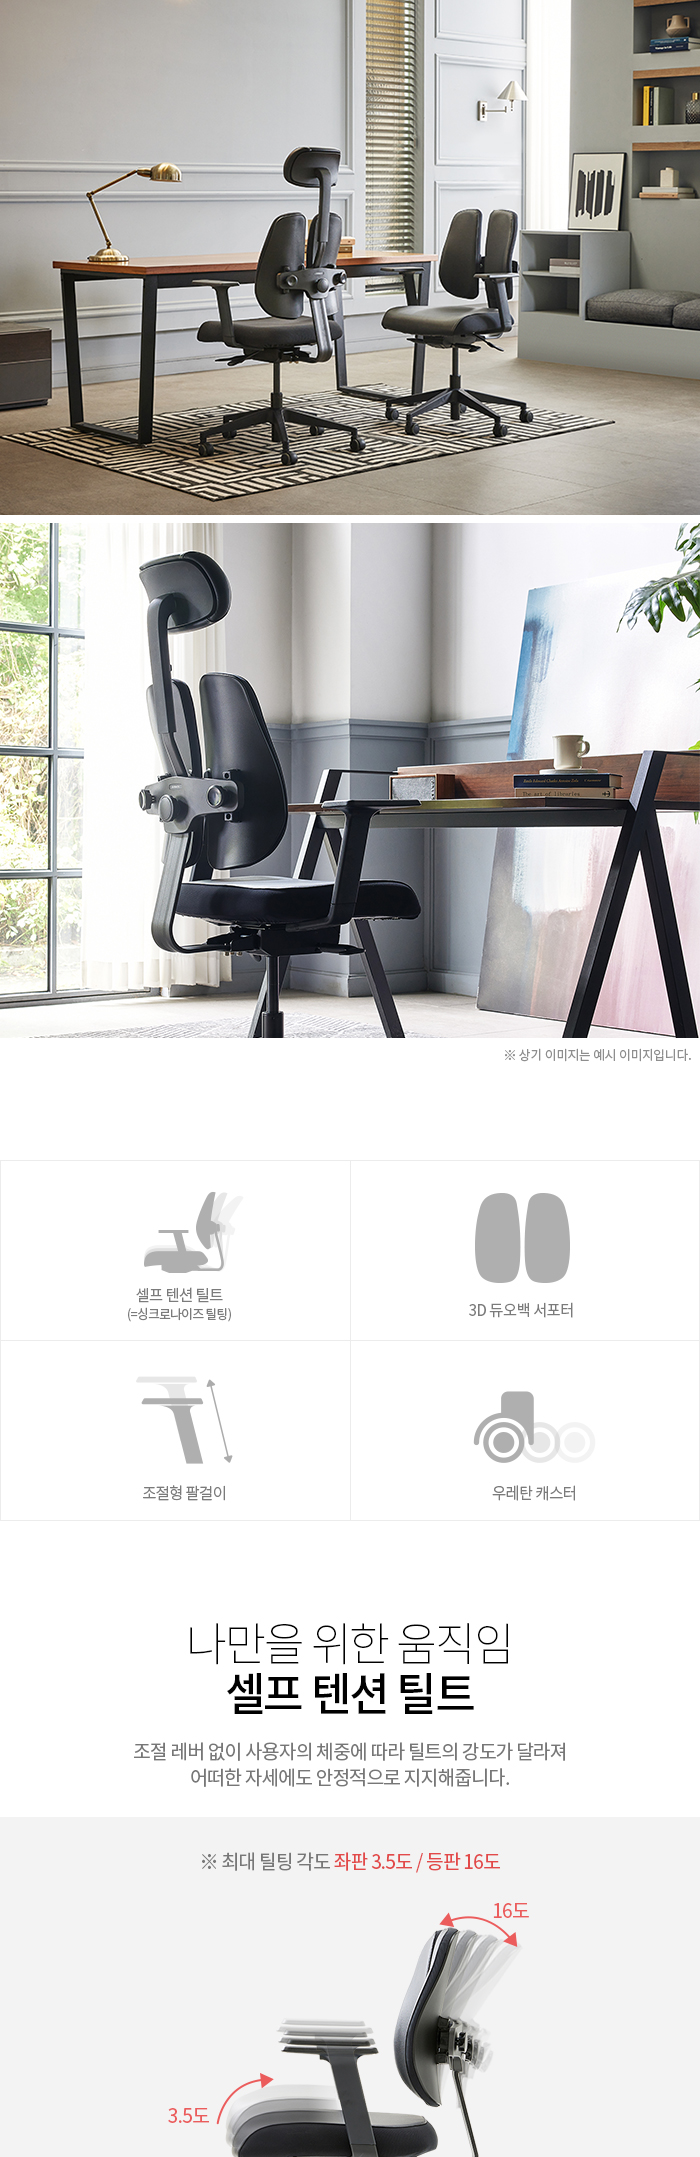 ※ 상기 이미지는 예시 이미지입니다.
셀프 텐션 틸트
(=싱크로나이즈 틸팅)
3D 듀오백 서포터
조절형 팔걸이
우레탄 캐스터
나만을 위한 움직임
셀프 텐션 틸트
조절 레버 없이 사용자의 체중에 따라 틸트의 강도가 달라져
어떠한 자세에도 안정적으로 지지해줍니다.
※ 최대 틸팅 각도 좌판 3.5도 / 등판 16도
16도
3.5도